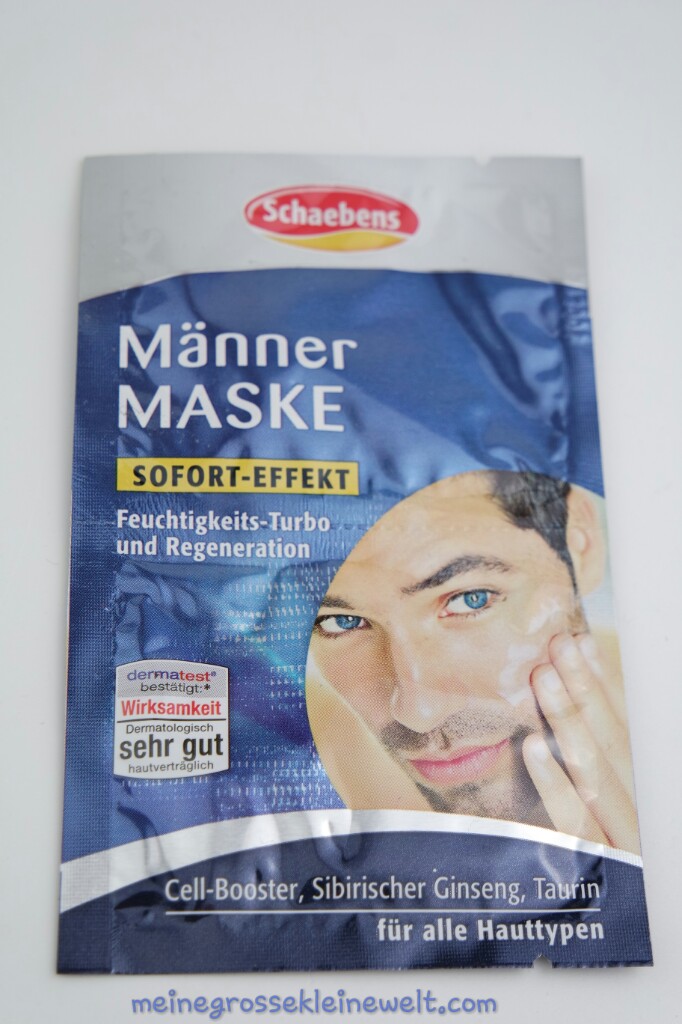 Schaebens
Männer
MASKE
SOFORT-EFFEKT
Feuchtigkeits-Turbo
und Regeneration
dermatest®
bestätigt:*
Wirksamkeit
Dermatologisch
sehr gut
hautverträglich
Cell-Booster, Sibirischer Ginseng, Taurin
für alle Hauttypen
meinegrossekleinewelt.com